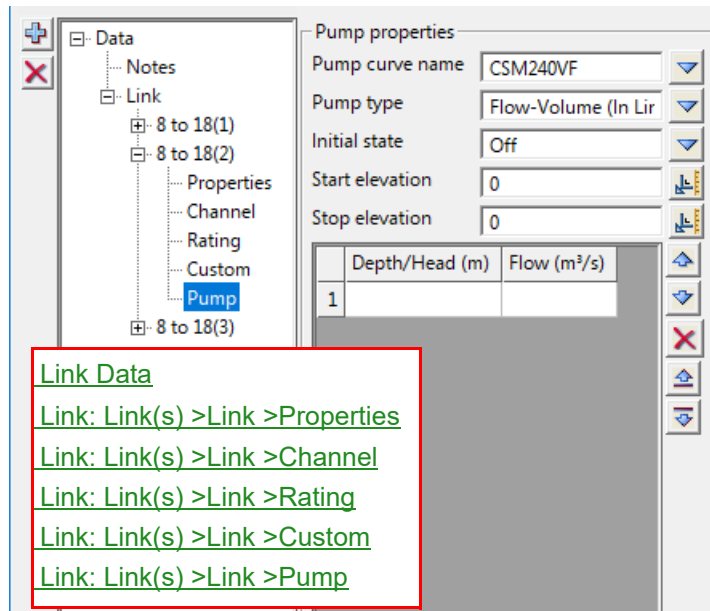 Data
Notes
Link
8 to 18(1)
8 to 18(2)
Properties
Channel
Rating
Custom
Pump
8 to 18(3)
Pump properties
Pump curve name CSM240VF
Pump type Flow-Volume (In Lir
Initial state Off
Start elevation 0
Stop elevation 0
Depth/Head (m) Flow (m³/s)
1
Link Data
Link: Link(s) >Link >Properties
Link: Link(s) >Link >Channel
Link: Link(s) >Link >Rating
Link: Link(s) >Link >Custom
Link: Link(s) >Link >Pump